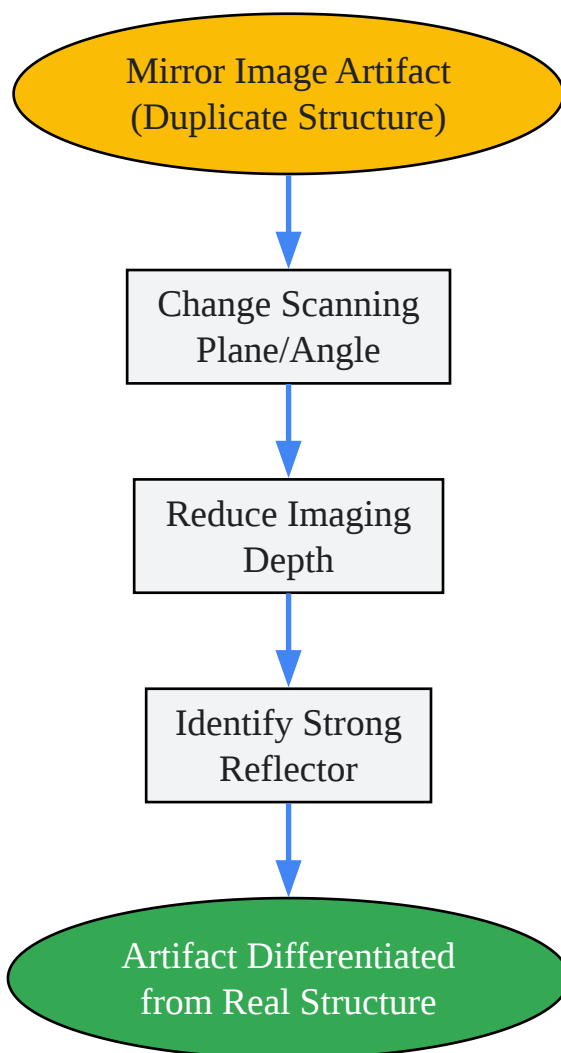 Mirror Image Artifact
(Duplicate Structure)
Change Scanning
Plane/Angle
Reduce Imaging
Depth
Identify Strong
Reflector
Artifact Differentiated
from Real Structure